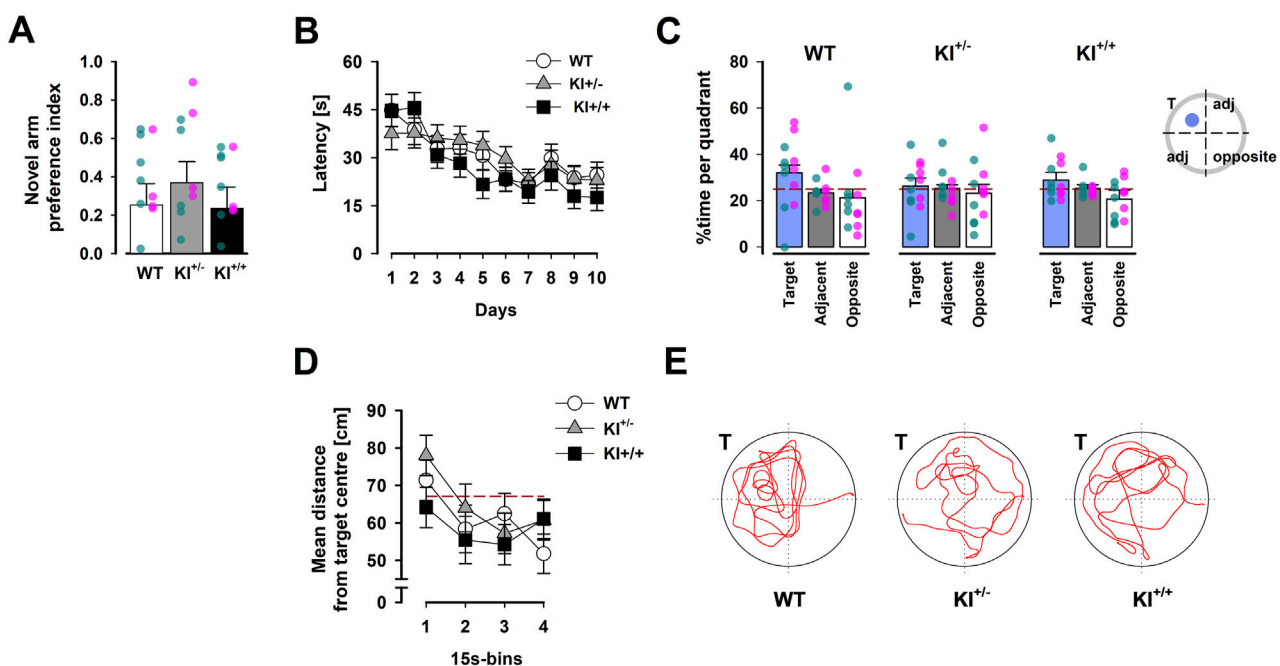 A
Novel arm
preference index
1.0
0.8
0.6
0.4
0.2
0.0
WT KI+/- KI+/+
B
Latency [s]
60
45
30
15
0
WT
KI+/-
KI+/+
1 2 3 4 5 6 7 8 9 10
Days
C
WT KI+/- KI+/+
%time per quadrant
80
60
40
20
0
Target
Adjacent
Opposite
Target
Adjacent
Opposite
Target
Adjacent
Opposite
T adj
adj opposite
D
Mean distance
from target centre [cm]
90
80
70
60
50
0
WT
KI+/-
KI+/+
1 2 3 4
15s-bins
E
T T T
WT KI+/- KI+/+